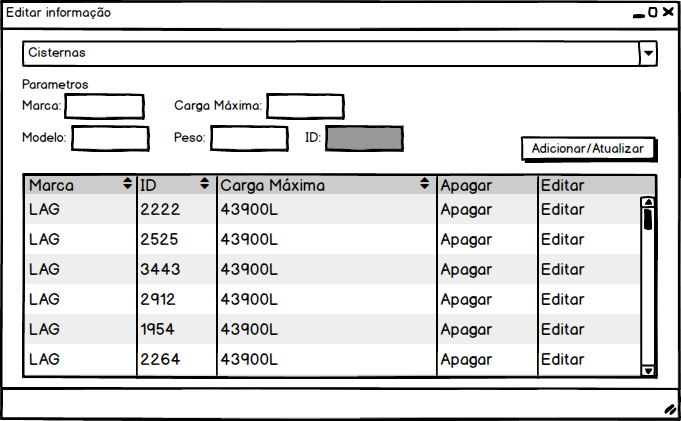 Editar informação
Cisternas
Parametros
Marca: Carga Máxima:
Modelo: Peso: ID:
Adicionar/Atualizar
Marca ID Carga Máxima Apagar Editar
LAG 2222 43900L Apagar Editar
LAG 2525 43900L Apagar Editar
LAG 3443 43900L Apagar Editar
LAG 2912 43900L Apagar Editar
LAG 1954 43900L Apagar Editar
LAG 2264 43900L Apagar Editar